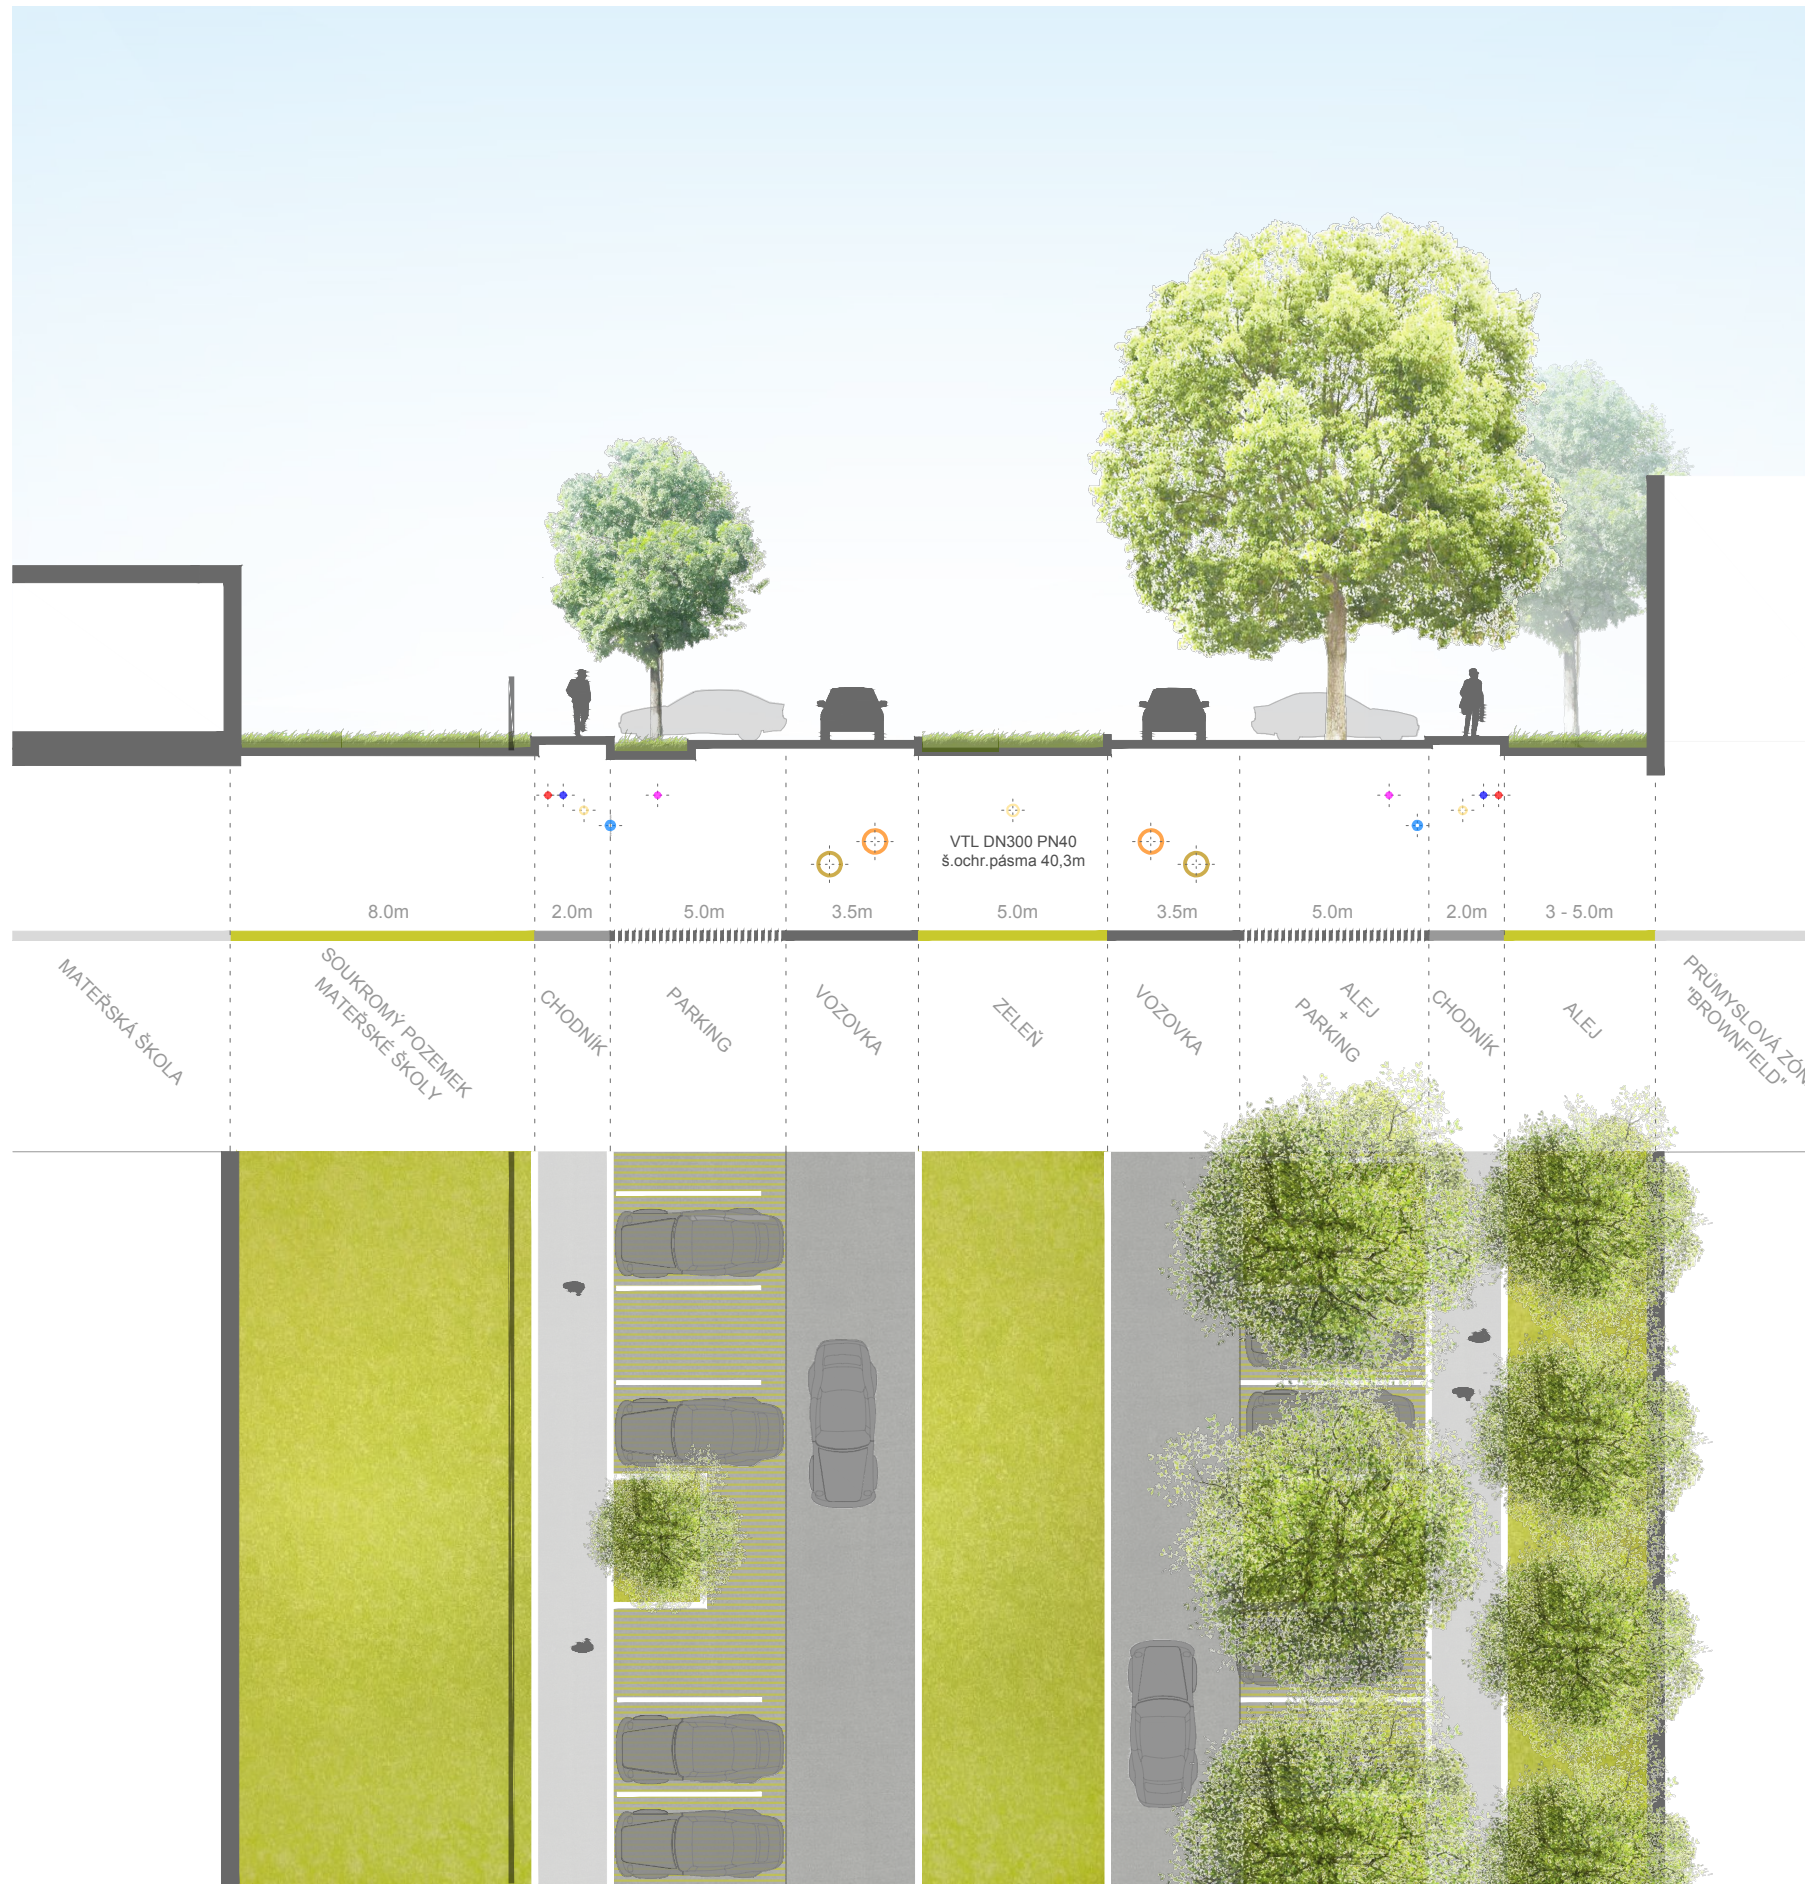 VTL DN300 PN40
š.ochr.pásma 40,3m
8.0m
2.0m
5.0m
3.5m
5.0m
3.5m
5.0m
2.0m
3 - 5.0m
MATEŘSKÁ ŠKOLA
SOUKROMÝ POZEMEK
MATEŘSKÉ ŠKOLY
CHODNÍK
PARKING
VOZOVKA
ZELEŇ
VOZOVKA
ALEJ
+
PARKING
CHODNÍK
ALEJ
PRŮMYSLOVÁ ZÓN
"BROWNFIELD"